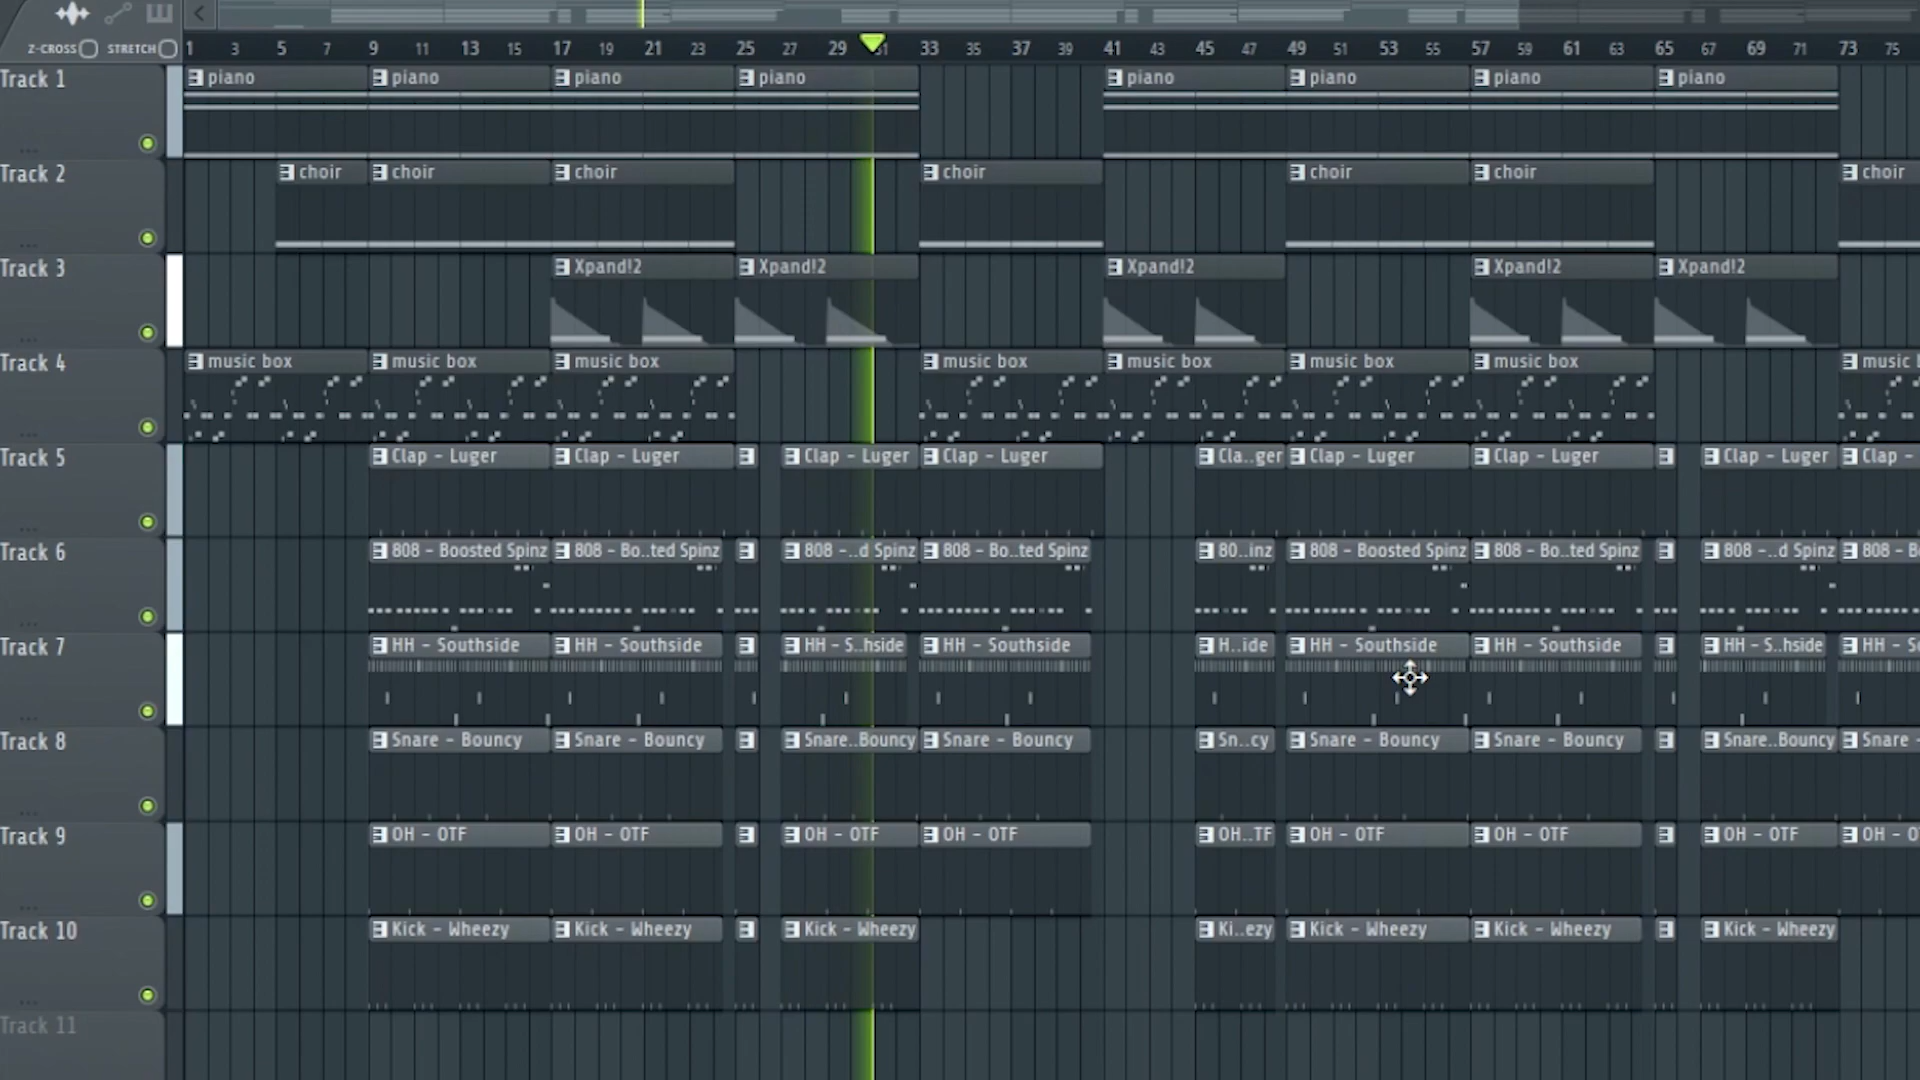 Z-CROSS STRETCH 1 3 5 7 9 11 13 15 17 19 21 23 25 27 29 31 33 35 37 39 41 43 45 47 49 51 53 55 57 59 61 63 65 67 69 71 73 75
Track 1 piano piano piano piano piano piano piano piano
Track 2 choir choir choir choir choir choir choir
Track 3 Xpand!2 Xpand!2 Xpand!2 Xpand!2 Xpand!2
Track 4 music box music box music box music box music box music box music box music
Track 5 Clap - Luger Clap - Luger Clap - Luger Clap - Luger Cla..ger Clap - Luger Clap - Luger Clap - Luger Clap -
Track 6 808 - Boosted Spinz 808 - Bo..ted Spinz 808 -..d Spinz 808 - Bo..ted Spinz 80..inz 808 - Boosted Spinz 808 - Bo..ted Spinz 808 -..d Spinz 808 - B
Track 7 HH - Southside HH - Southside HH - S..hside HH - Southside H..ide HH - Southside HH - Southside HH - S..hside HH - S
Track 8 Snare - Bouncy Snare - Bouncy Snare..Bouncy Snare - Bouncy Sn..cy Snare - Bouncy Snare - Bouncy Snare..Bouncy Snare -
Track 9 OH - OTF OH - OTF OH - OTF OH - OTF OH..TF OH - OTF OH - OTF OH - OTF OH - O
Track 10 Kick - Wheezy Kick - Wheezy Kick - Wheezy Ki..ezy Kick - Wheezy Kick - Wheezy Kick - Wheezy
Track 11